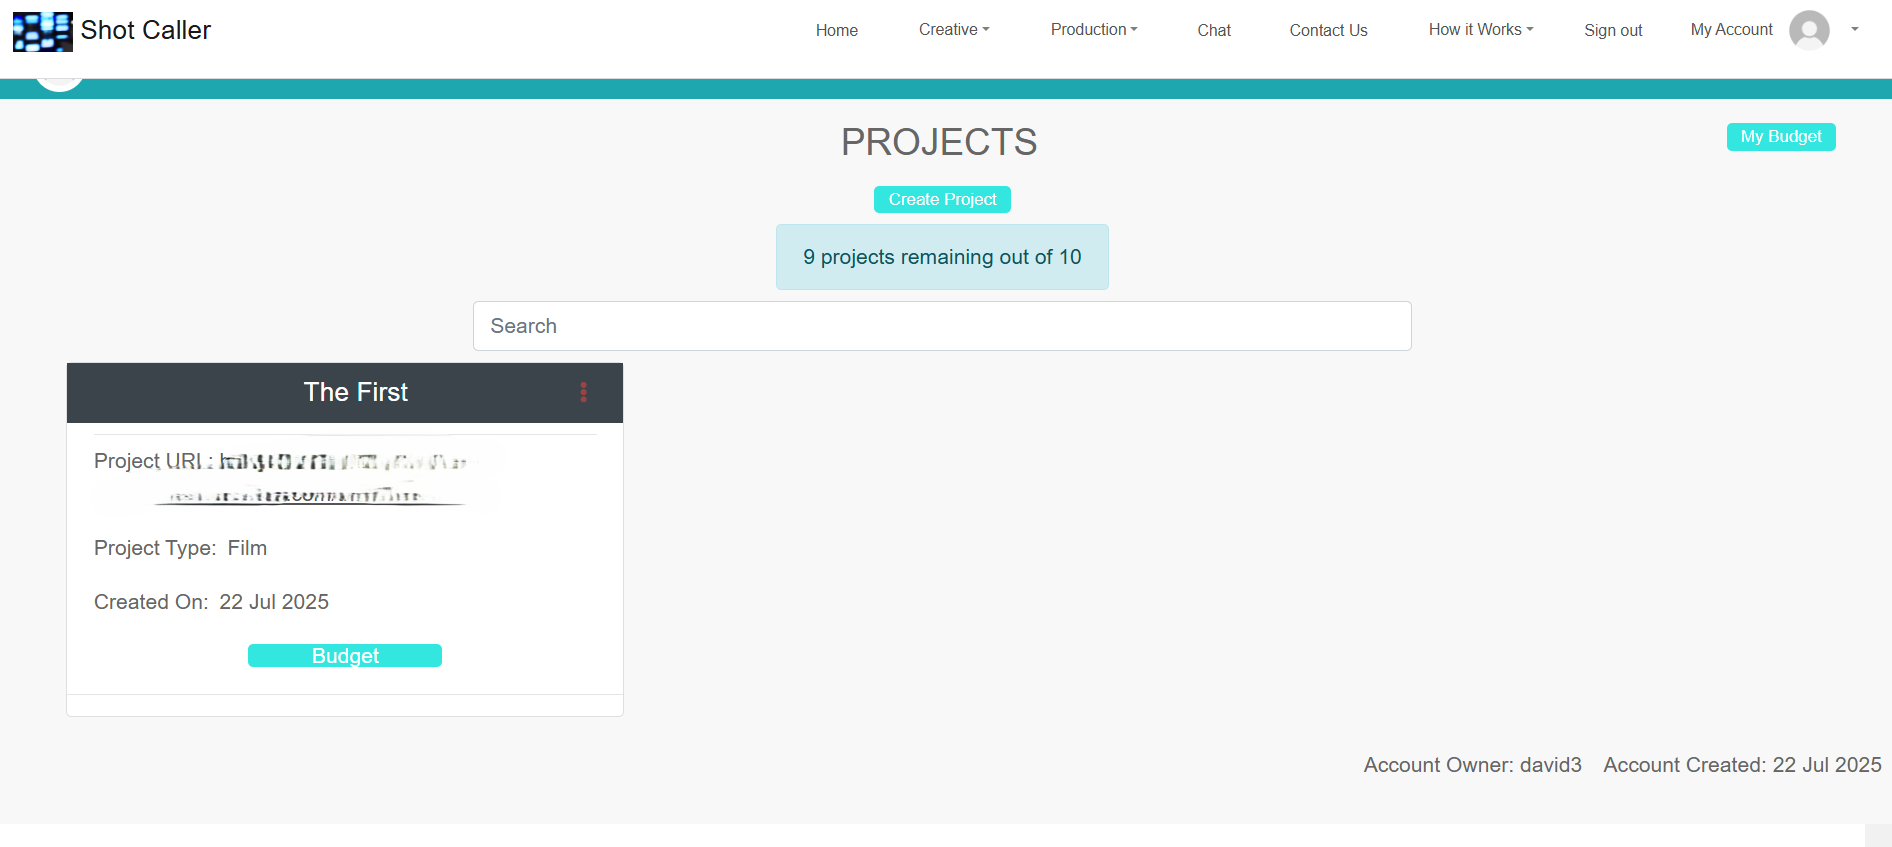 Shot Caller
Home Creative Production Chat Contact Us How it Works Sign out My Account
PROJECTS
My Budget
Create Project
9 projects remaining out of 10
Search
The First
Project URL:
Project Type: Film
Created On: 22 Jul 2025
Budget
Account Owner: david3 Account Created: 22 Jul 2025